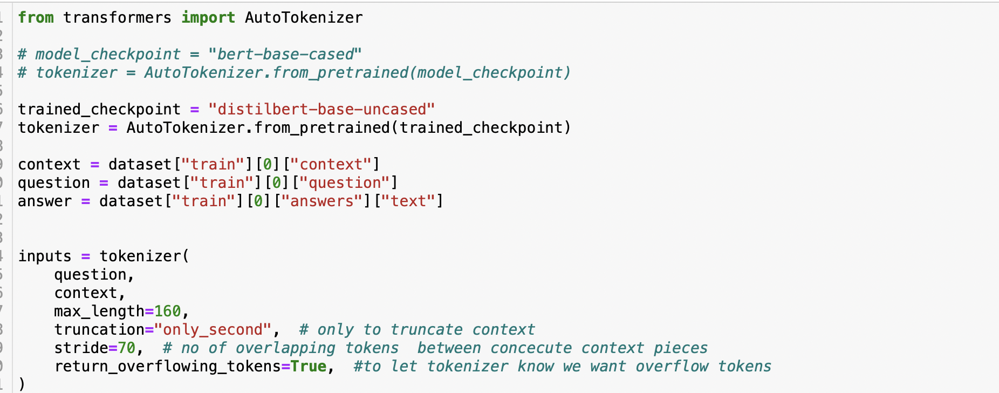 from transformers import AutoTokenizer
# model_checkpoint = "bert-base-cased"
# tokenizer = AutoTokenizer.from_pretrained(model_checkpoint)
trained_checkpoint = "distilbert-base-uncased"
tokenizer = AutoTokenizer.from_pretrained(trained_checkpoint)
context = dataset["train"][0]["context"]
question = dataset["train"][0]["question"]
answer = dataset["train"][0]["answers"]["text"]
inputs = tokenizer(
    question,
    context,
    max_length=160,
    truncation="only_second",  # only to truncate context
    stride=70,  # no of overlapping tokens  between concecute context pieces
    return_overflowing_tokens=True,  #to let tokenizer know we want overflow tokens
)